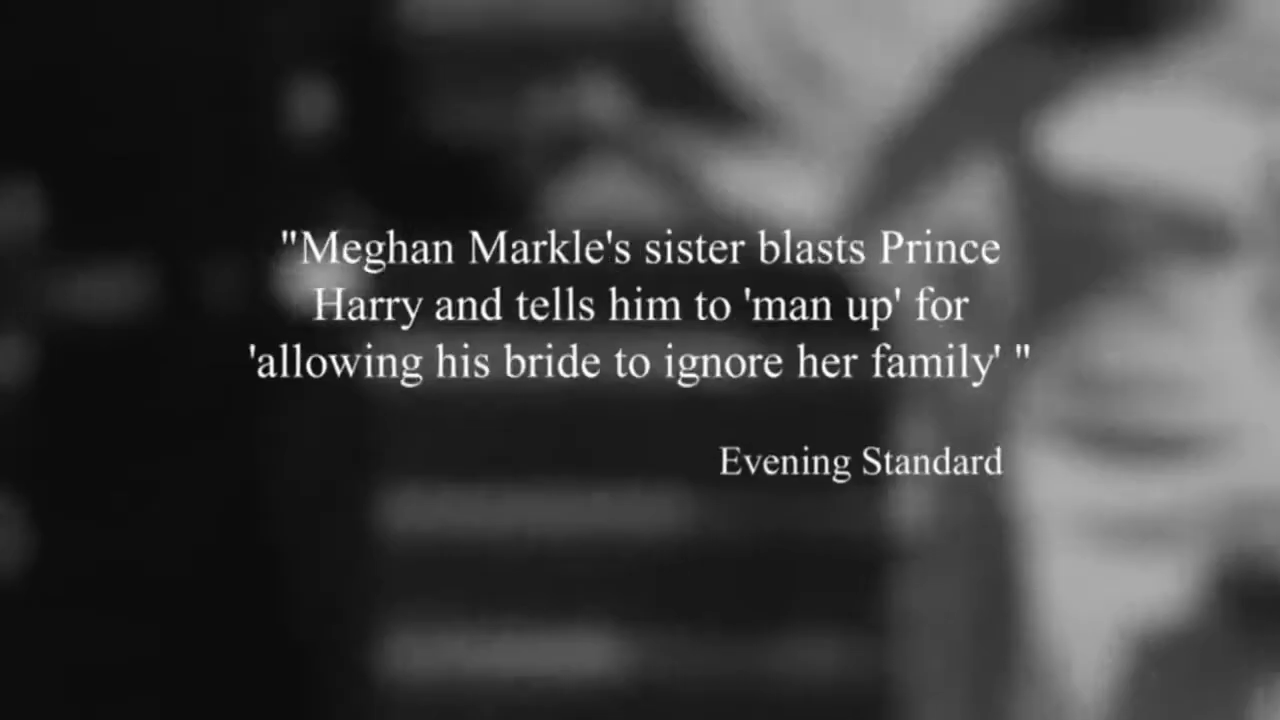 "Meghan Markle's sister blasts Prince
Harry and tells him to 'man up' for
'allowing his bride to ignore her family' "
Evening Standard